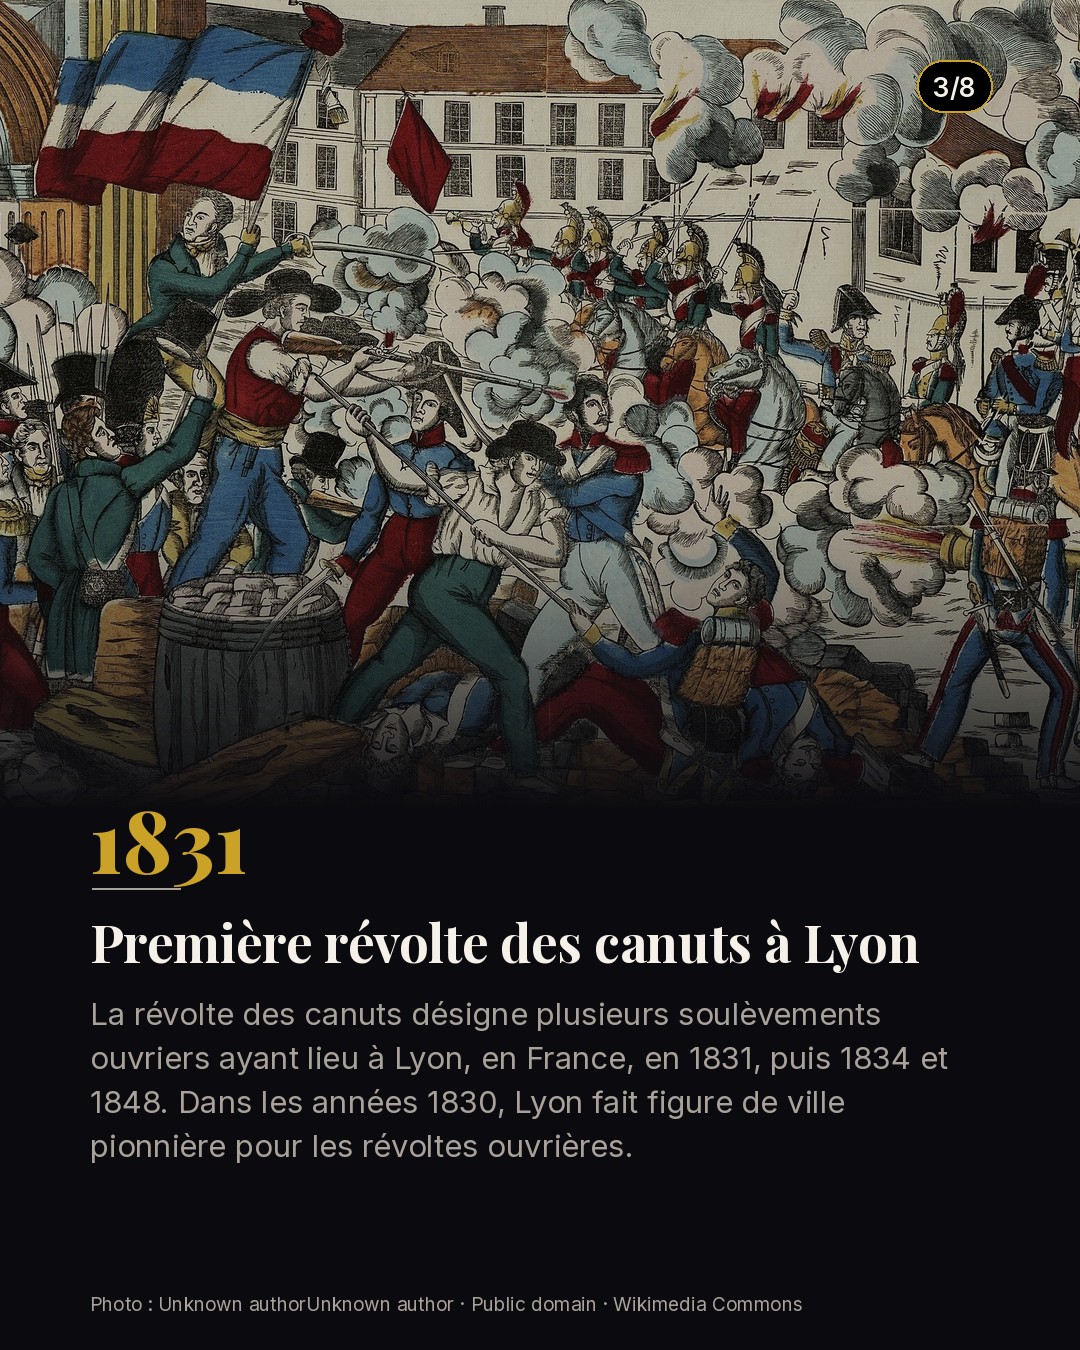 3/8
1831
Première révolte des canuts à Lyon
La révolte des canuts désigne plusieurs soulèvements
ouvriers ayant lieu à Lyon, en France, en 1831, puis 1834 et
1848. Dans les années 1830, Lyon fait figure de ville
pionnière pour les révoltes ouvrières.
Photo : Unknown authorUnknown author · Public domain · Wikimedia Commons